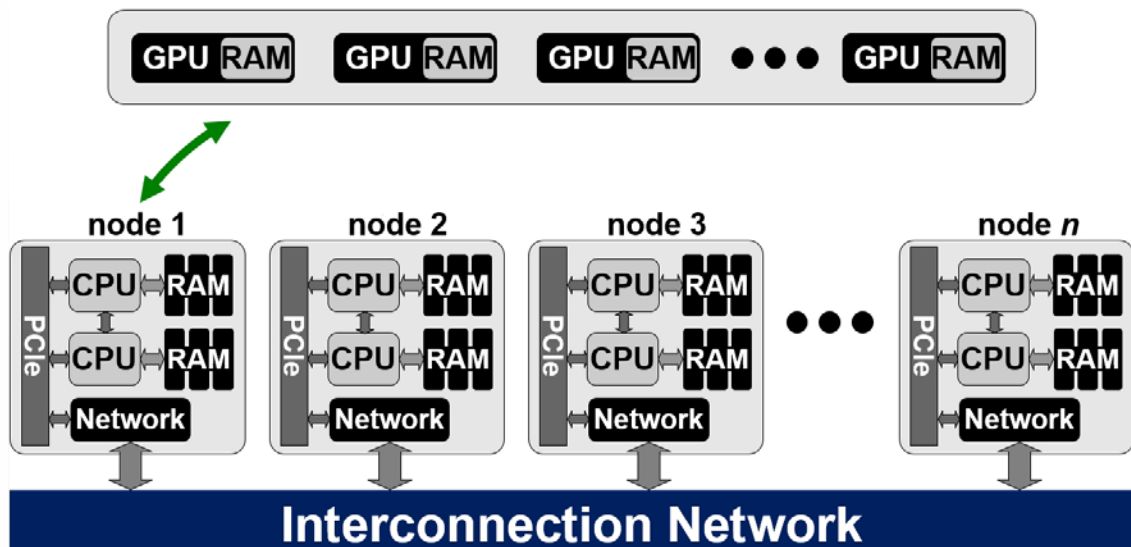 GPU RAM GPU RAM GPU RAM GPU RAM
node 1 node 2 node 3 node n
CPU RAM CPU RAM CPU RAM CPU RAM
PCIe PCIe PCIe PCIe
CPU RAM CPU RAM CPU RAM CPU RAM
Network Network Network Network
Interconnection Network